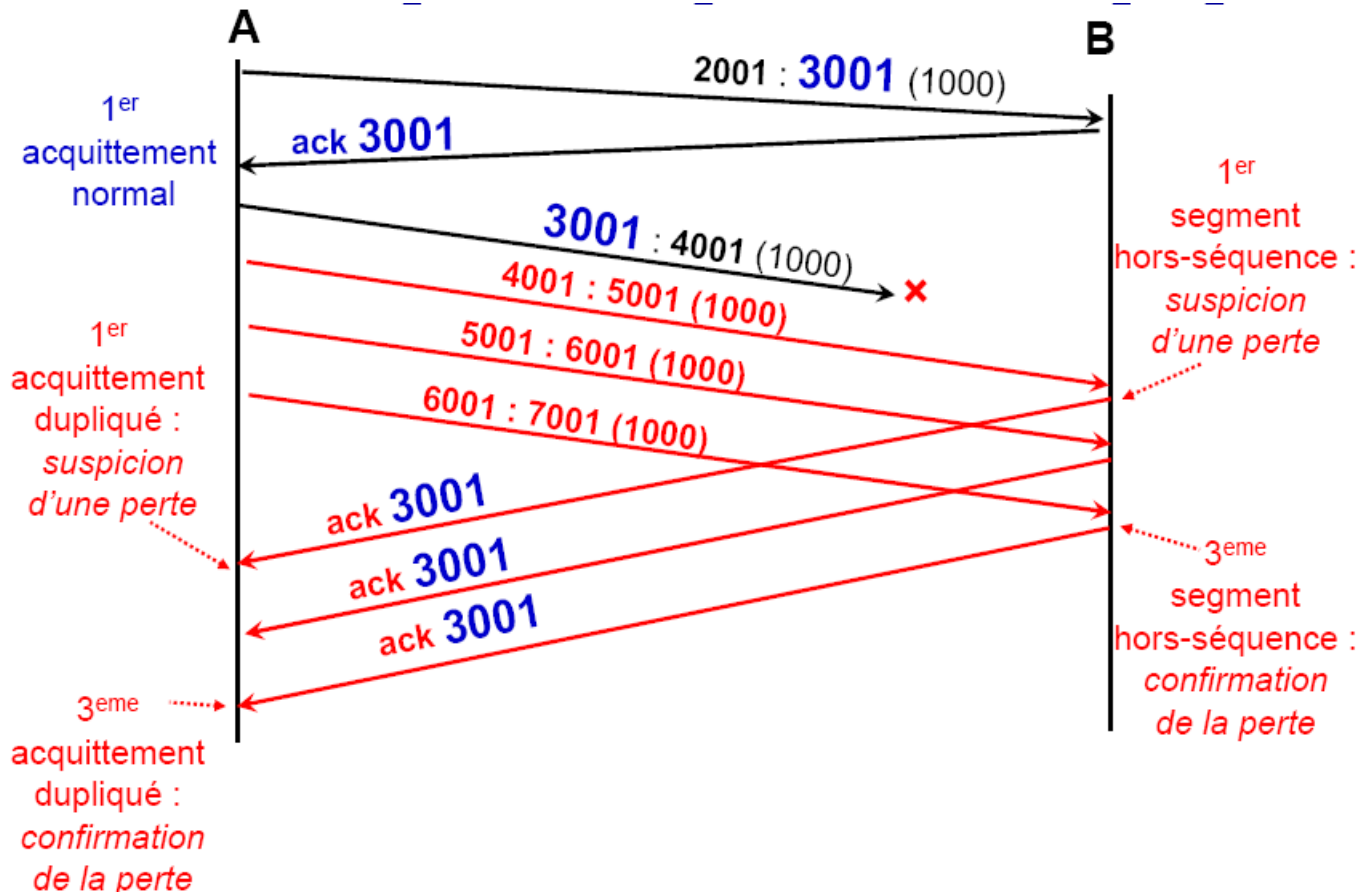 A
B
2001 : 3001 (1000)
1er
acquittement
normal
ack 3001
1er
segment
hors-séquence :
suspicion
d'une perte
3001 : 4001 (1000)
4001 : 5001 (1000)
5001 : 6001 (1000)
6001 : 7001 (1000)
1er
acquittement
dupliqué :
suspicion
d'une perte
ack 3001
ack 3001
ack 3001
3eme
segment
hors-séquence :
confirmation
de la perte
3eme
acquittement
dupliqué :
confirmation
de la perte